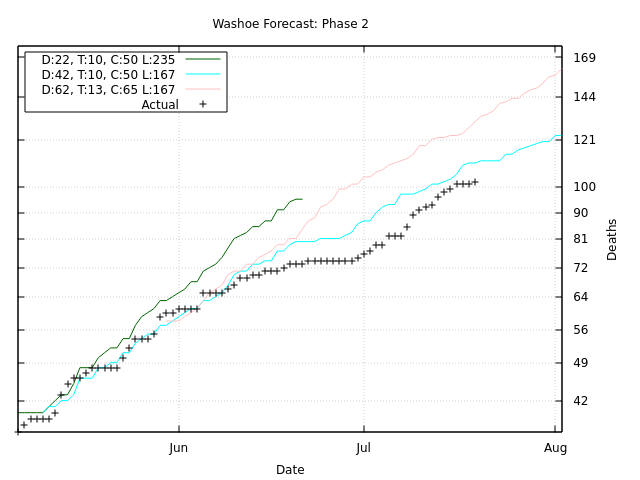 Washoe Forecast: Phase 2
D:22, T:10, C:50 L:235
D:42, T:10, C:50 L:167
D:62, T:13, C:65 L:167
Actual
169
144
121
100
90
81
72
64
56
49
42
Deaths
Jun
Jul
Aug
Date